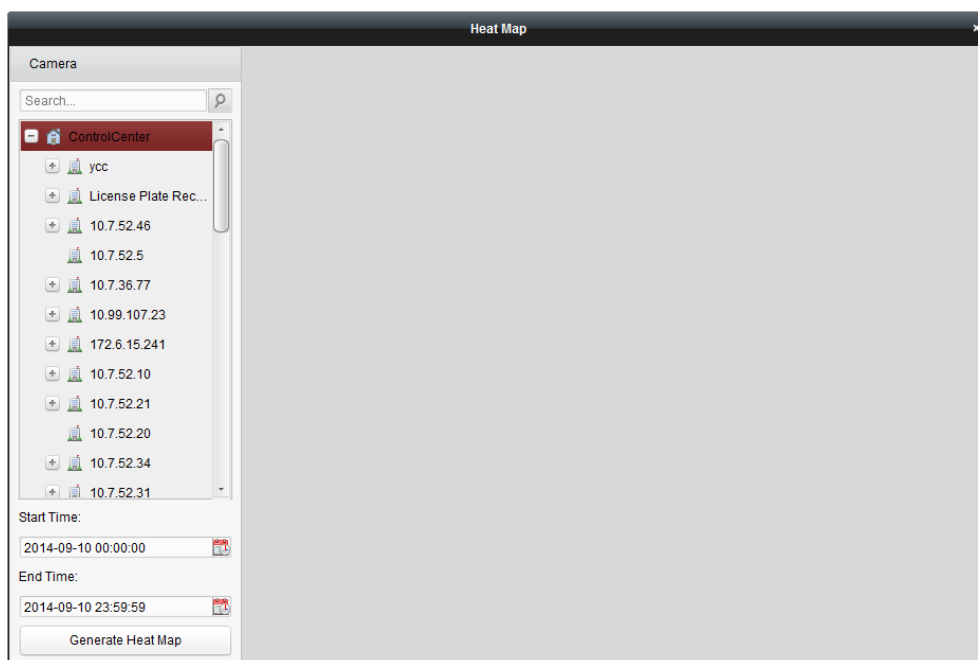 Heat Map
Camera
Search...
ControlCenter
ycc
License Plate Rec...
10.7.52.46
10.7.52.5
10.7.36.77
10.99.107.23
172.6.15.241
10.7.52.10
10.7.52.21
10.7.52.20
10.7.52.34
10.7.52.31
Start Time:
2014-09-10 00:00:00
End Time:
2014-09-10 23:59:59
Generate Heat Map